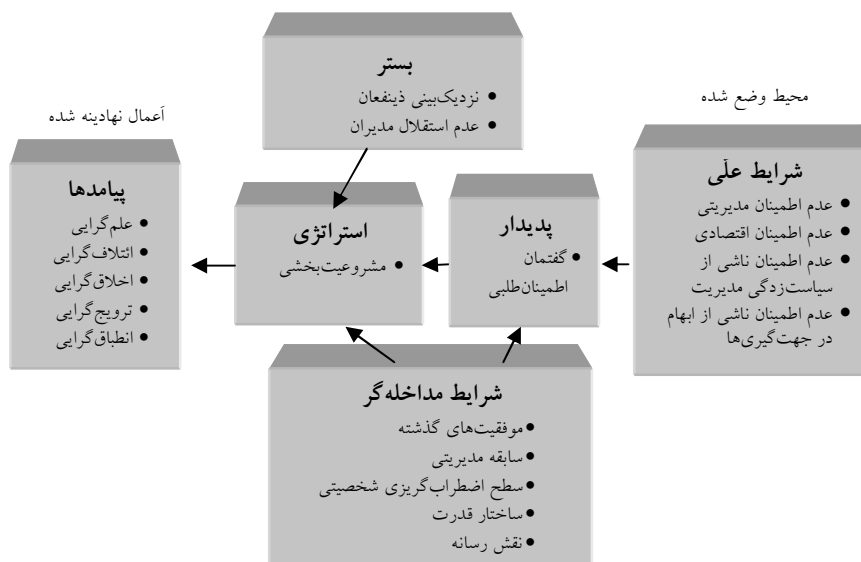 محیط وضع شده
شرایط علّی
• عدم اطمینان مدیریتی
• عدم اطمینان اقتصادی
• عدم اطمینان ناشی از
سیاست‌زدگی مدیریت
• عدم اطمینان ناشی از ابهام
در جهت‌گیری‌ها
بستر
• نزدیک‌بینی ذینفعان
• عدم استقلال مدیران
پدیدار
• گفتمان
اطمینان‌طلبی
استراتژی
• مشروعیت‌بخشی
شرایط مداخله‌گر
• موفقیت‌های گذشته
• سابقه مدیریتی
• سطح اضطراب‌گریزی شخصیتی
• ساختار قدرت
• نقش رسانه
اَعمال نهادینه شده
پیامدها
• علم‌گرایی
• ائتلاف‌گرایی
• اخلاق‌گرایی
• ترویج‌گرایی
• انطباق‌گرایی